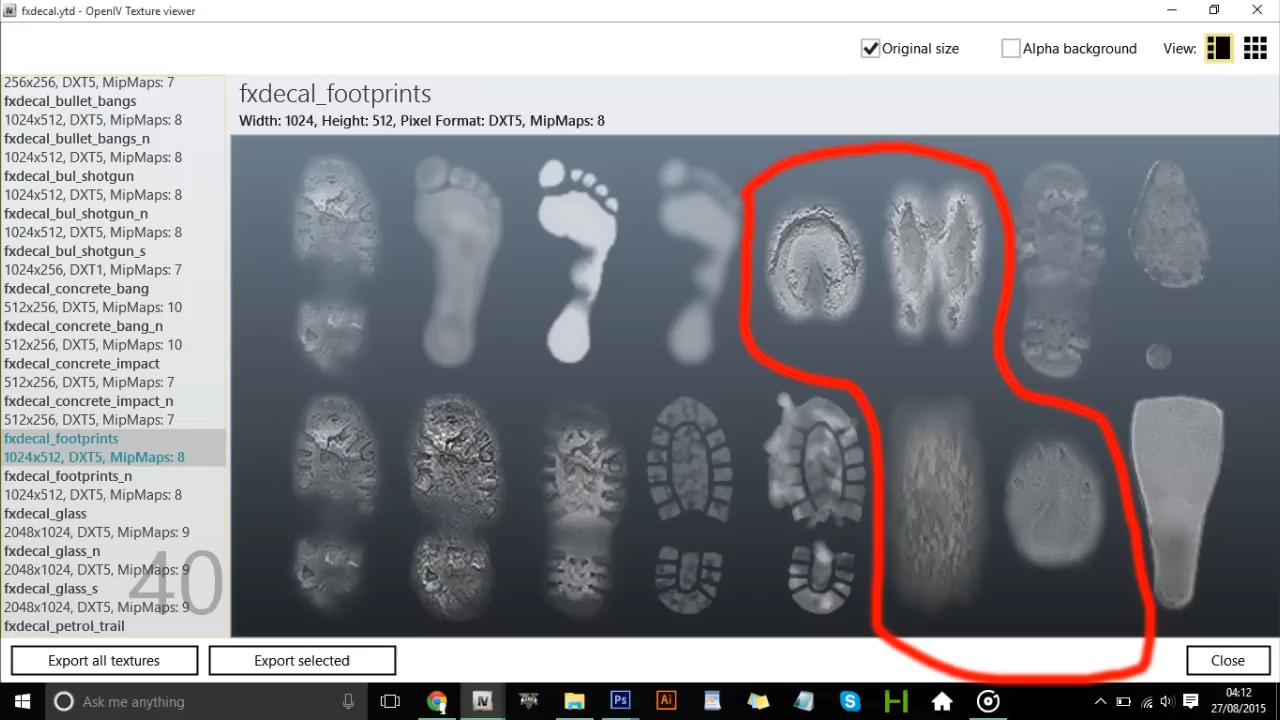 fxdecal.ytd - OpenIV Texture viewer
Original size
Alpha background
View:
256x256, DXT5, MipMaps: 7
fxdecal_bullet_bangs
1024x512, DXT5, MipMaps: 8
fxdecal_bullet_bangs_n
1024x512, DXT5, MipMaps: 8
fxdecal_bul_shotgun
1024x512, DXT5, MipMaps: 8
fxdecal_bul_shotgun_n
1024x512, DXT5, MipMaps: 8
fxdecal_bul_shotgun_s
1024x256, DXT1, MipMaps: 7
fxdecal_concrete_bang
512x256, DXT5, MipMaps: 10
fxdecal_concrete_bang_n
512x256, DXT5, MipMaps: 10
fxdecal_concrete_impact
512x256, DXT5, MipMaps: 7
fxdecal_concrete_impact_n
512x256, DXT5, MipMaps: 7
fxdecal_footprints
1024x512, DXT5, MipMaps: 8
fxdecal_footprints_n
1024x512, DXT5, MipMaps: 8
fxdecal_glass
2048x1024, DXT5, MipMaps: 9
fxdecal_glass_n
2048x1024, DXT5, MipMaps: 9
fxdecal_glass_s
2048x1024, DXT5, MipMaps: 9
fxdecal_petrol_trail
40
fxdecal_footprints
Width: 1024, Height: 512, Pixel Format: DXT5, MipMaps: 8
Export all textures
Export selected
Close
Ask me anything
IV
V
Ps
Ai
S
H
04:12
27/08/2015